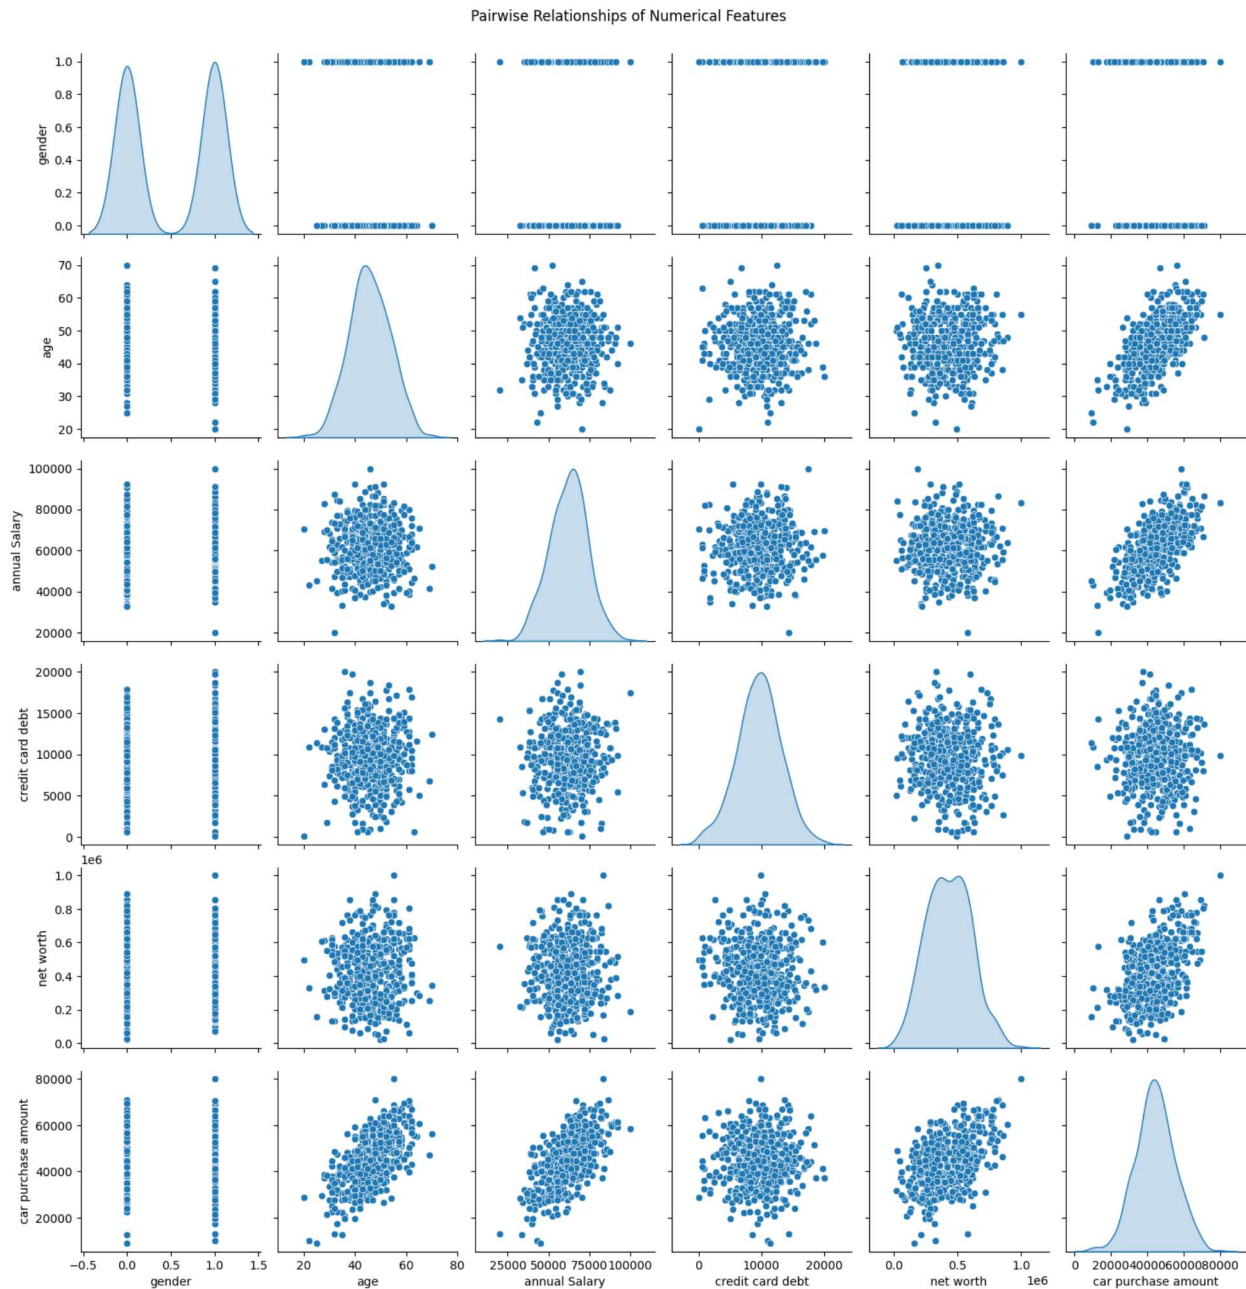 Pairwise Relationships of Numerical Features
1.0
0.8
0.6
0.4
0.2
0.0
gender
70
60
50
40
30
20
age
100000
80000
60000
40000
20000
annual Salary
20000
15000
10000
5000
0
credit card debt
1e6
1.0
0.8
0.6
0.4
0.2
0.0
net worth
80000
60000
40000
20000
car purchase amount
−0.5 0.0 0.5 1.0 1.5
gender
20 40 60 80
age
25000 50000 75000 100000
annual Salary
0 10000 20000
credit card debt
0.0 0.5 1.0
1e6
net worth
0 20000 40000 60000 80000
car purchase amount